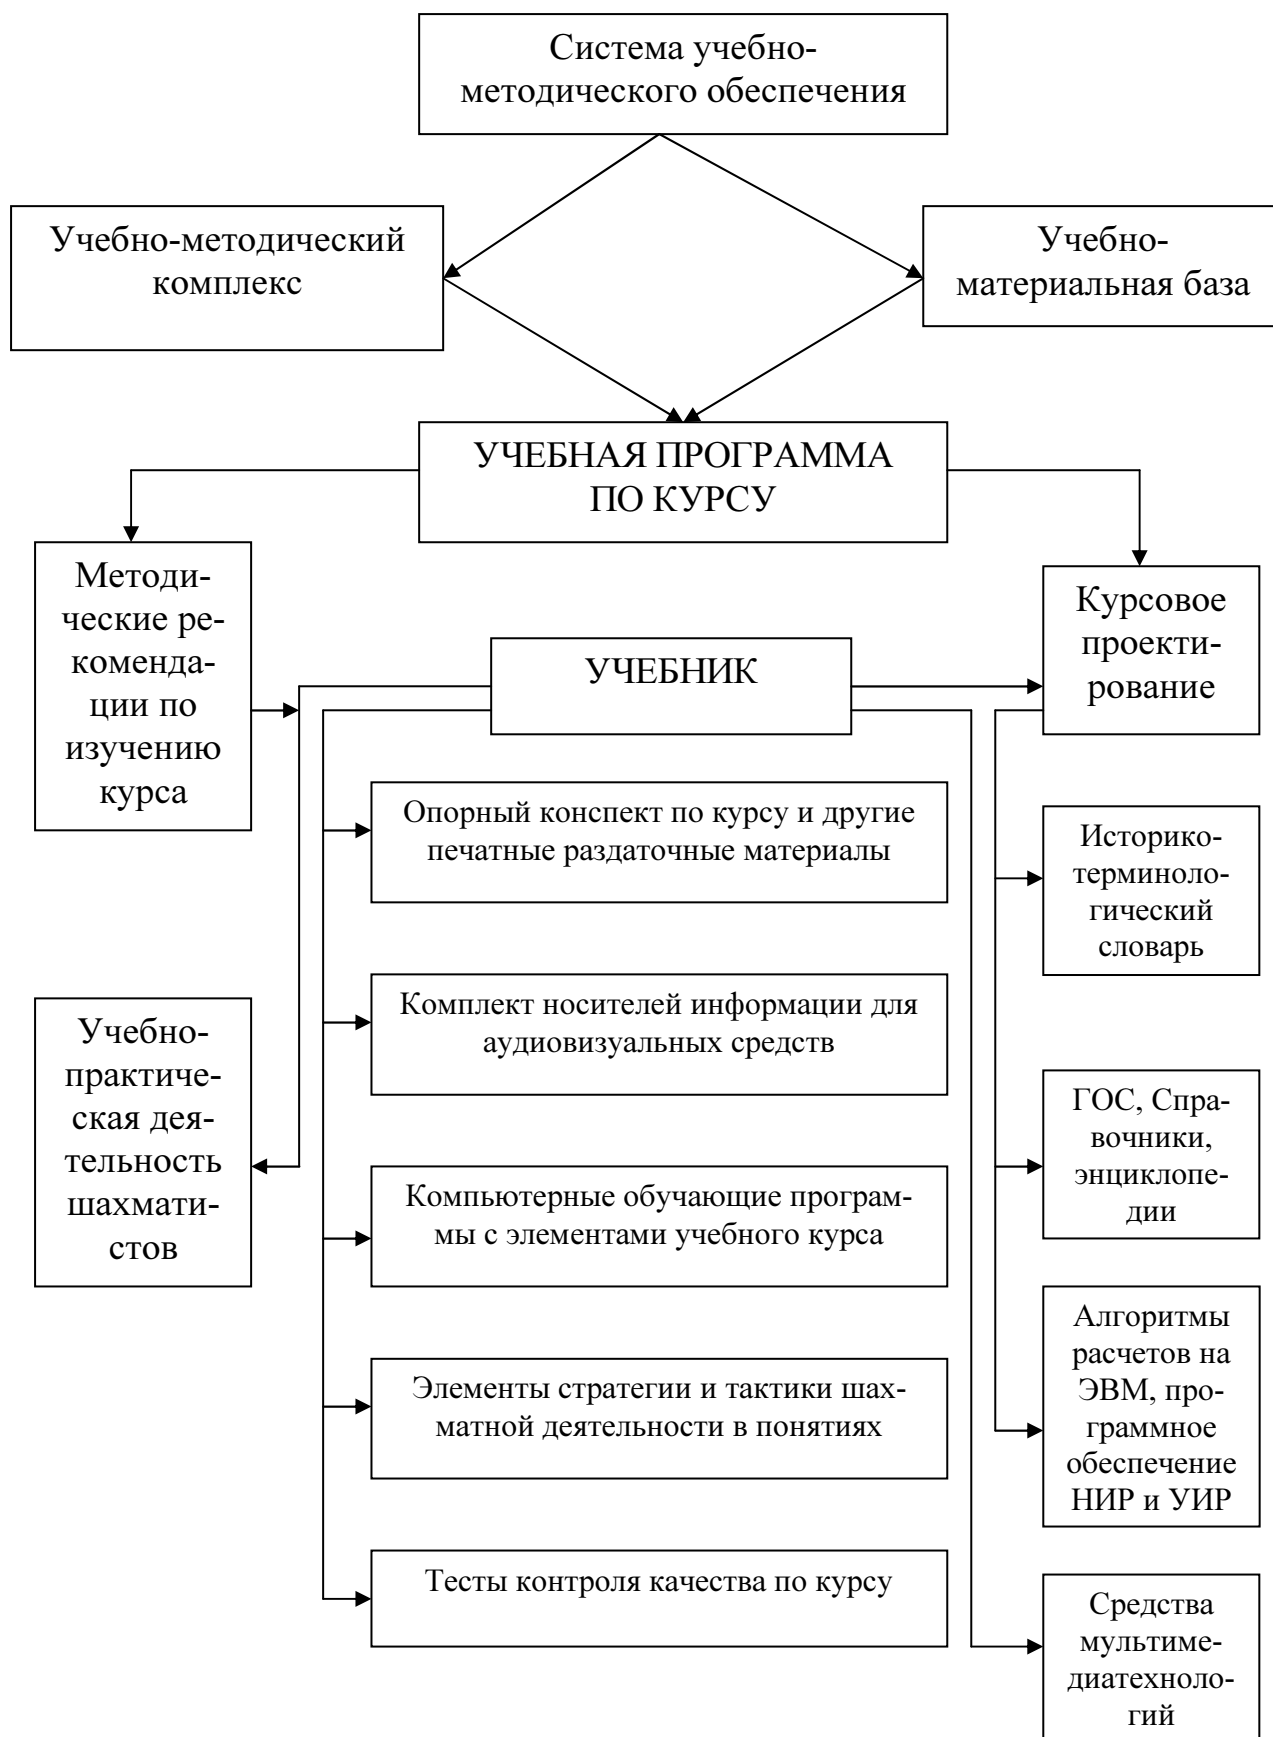 Система учебно-
методического обеспечения
Учебно-методический
комплекс
Учебно-
материальная база
УЧЕБНАЯ ПРОГРАММА
ПО КУРСУ
Методи-
ческие ре-
коменда-
ции по
изучению
курса
Курсовое
проекти-
рование
УЧЕБНИК
Опорный конспект по курсу и другие
печатные раздаточные материалы
Историко-
терминоло-
гический
словарь
Комплект носителей информации для
аудиовизуальных средств
Учебно-
практиче-
ская дея-
тельность
шахмати-
стов
ГОС, Спра-
вочники,
энциклопе-
дии
Компьютерные обучающие програм-
мы с элементами учебного курса
Алгоритмы
расчетов на
ЭВМ, про-
граммное
обеспечение
НИР и УИР
Элементы стратегии и тактики шах-
матной деятельности в понятиях
Тесты контроля качества по курсу
Средства
мультиме-
диатехноло-
гий